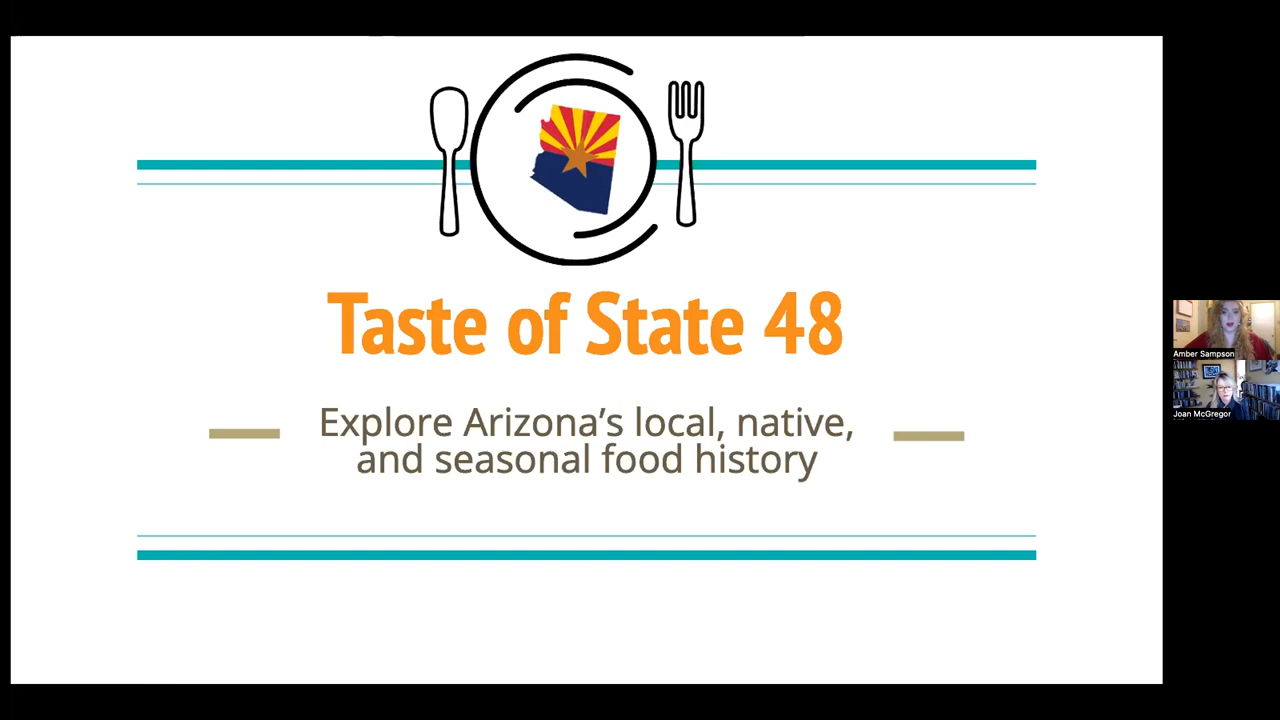 Taste of State 48
Explore Arizona’s local, native,
and seasonal food history
Amber Sampson
Joan McGregor